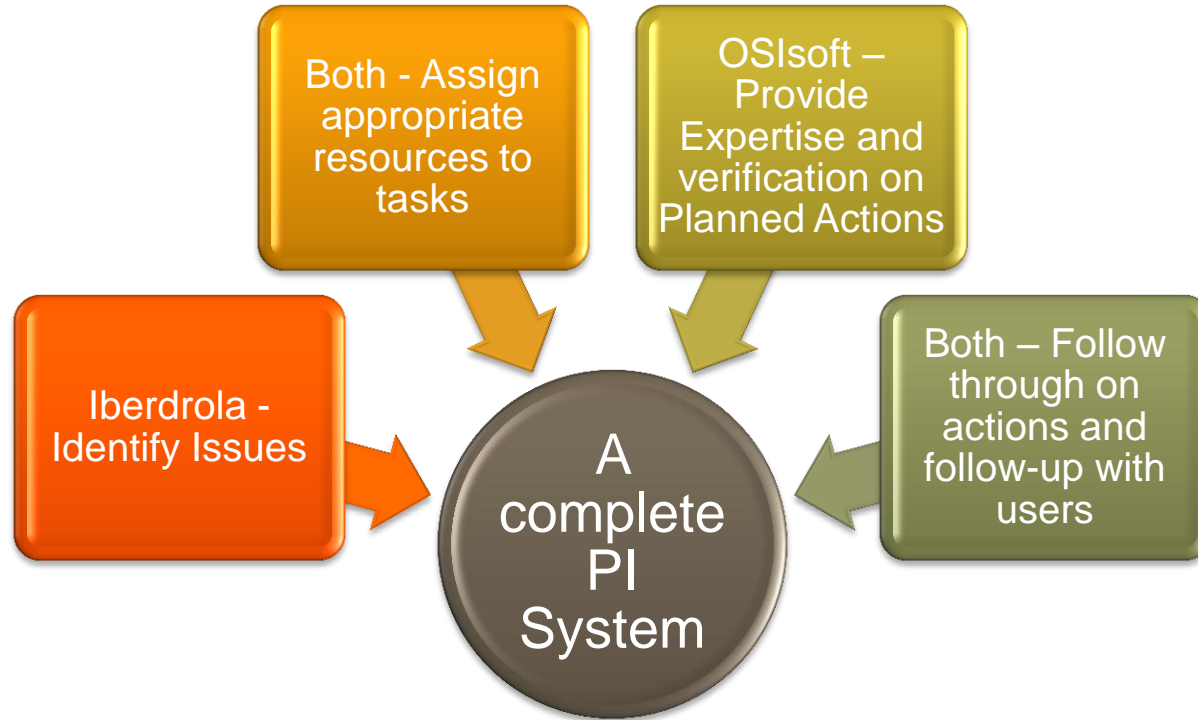 Both - Assign
appropriate
resources to
tasks
OSIsoft –
Provide
Expertise and
verification on
Planned Actions
Iberdrola -
Identify Issues
Both – Follow
through on
actions and
follow-up with
users
A
complete
PI
System